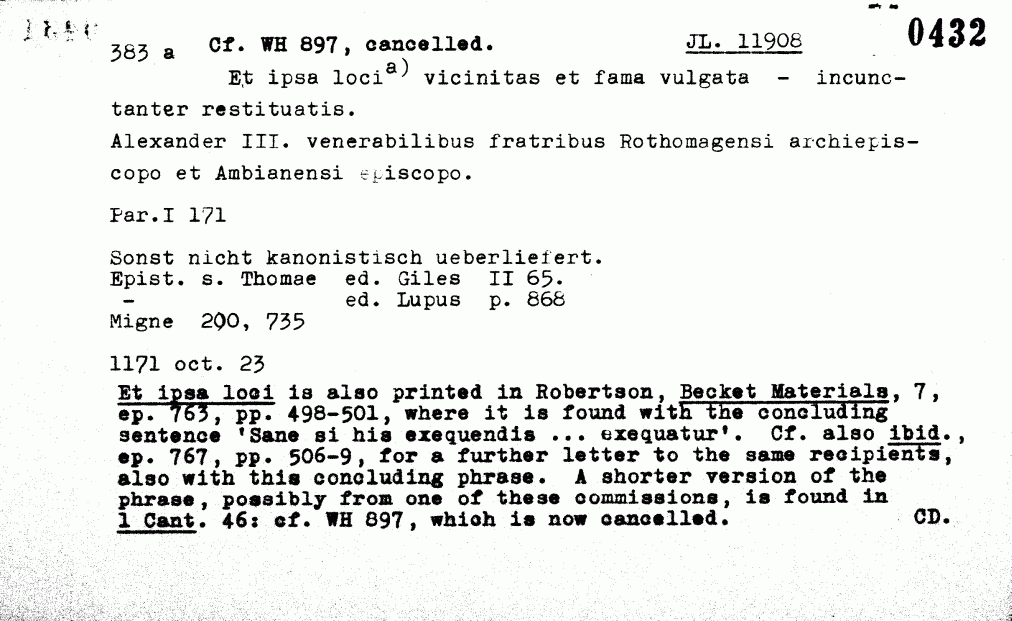 0432
383 a Cf. WH 897, cancelled. JL. 11908
Et ipsa loci a) vicinitas et fama vulgata - incunc-
tanter restituatis.
Alexander III. venerabilibus fratribus Rothomagensi archiepis-
copo et Ambianensi episcopo.
Par.I 171
Sonst nicht kanonistisch ueberliefert.
Epist. s. Thomae ed. Giles II 65.
- ed. Lupus p. 868
Migne 200, 735
1171 oct. 23
Et ipsa loci is also printed in Robertson, Becket Materials, 7,
ep. 763, pp. 498-501, where it is found with the concluding
sentence 'Sane si his exequendis ... exequatur'. Cf. also ibid.,
ep. 767, pp. 506-9, for a further letter to the same recipients,
also with this concluding phrase. A shorter version of the
phrase, possibly from one of these commissions, is found in
1 Cant. 46: cf. WH 897, which is now cancelled. CD.